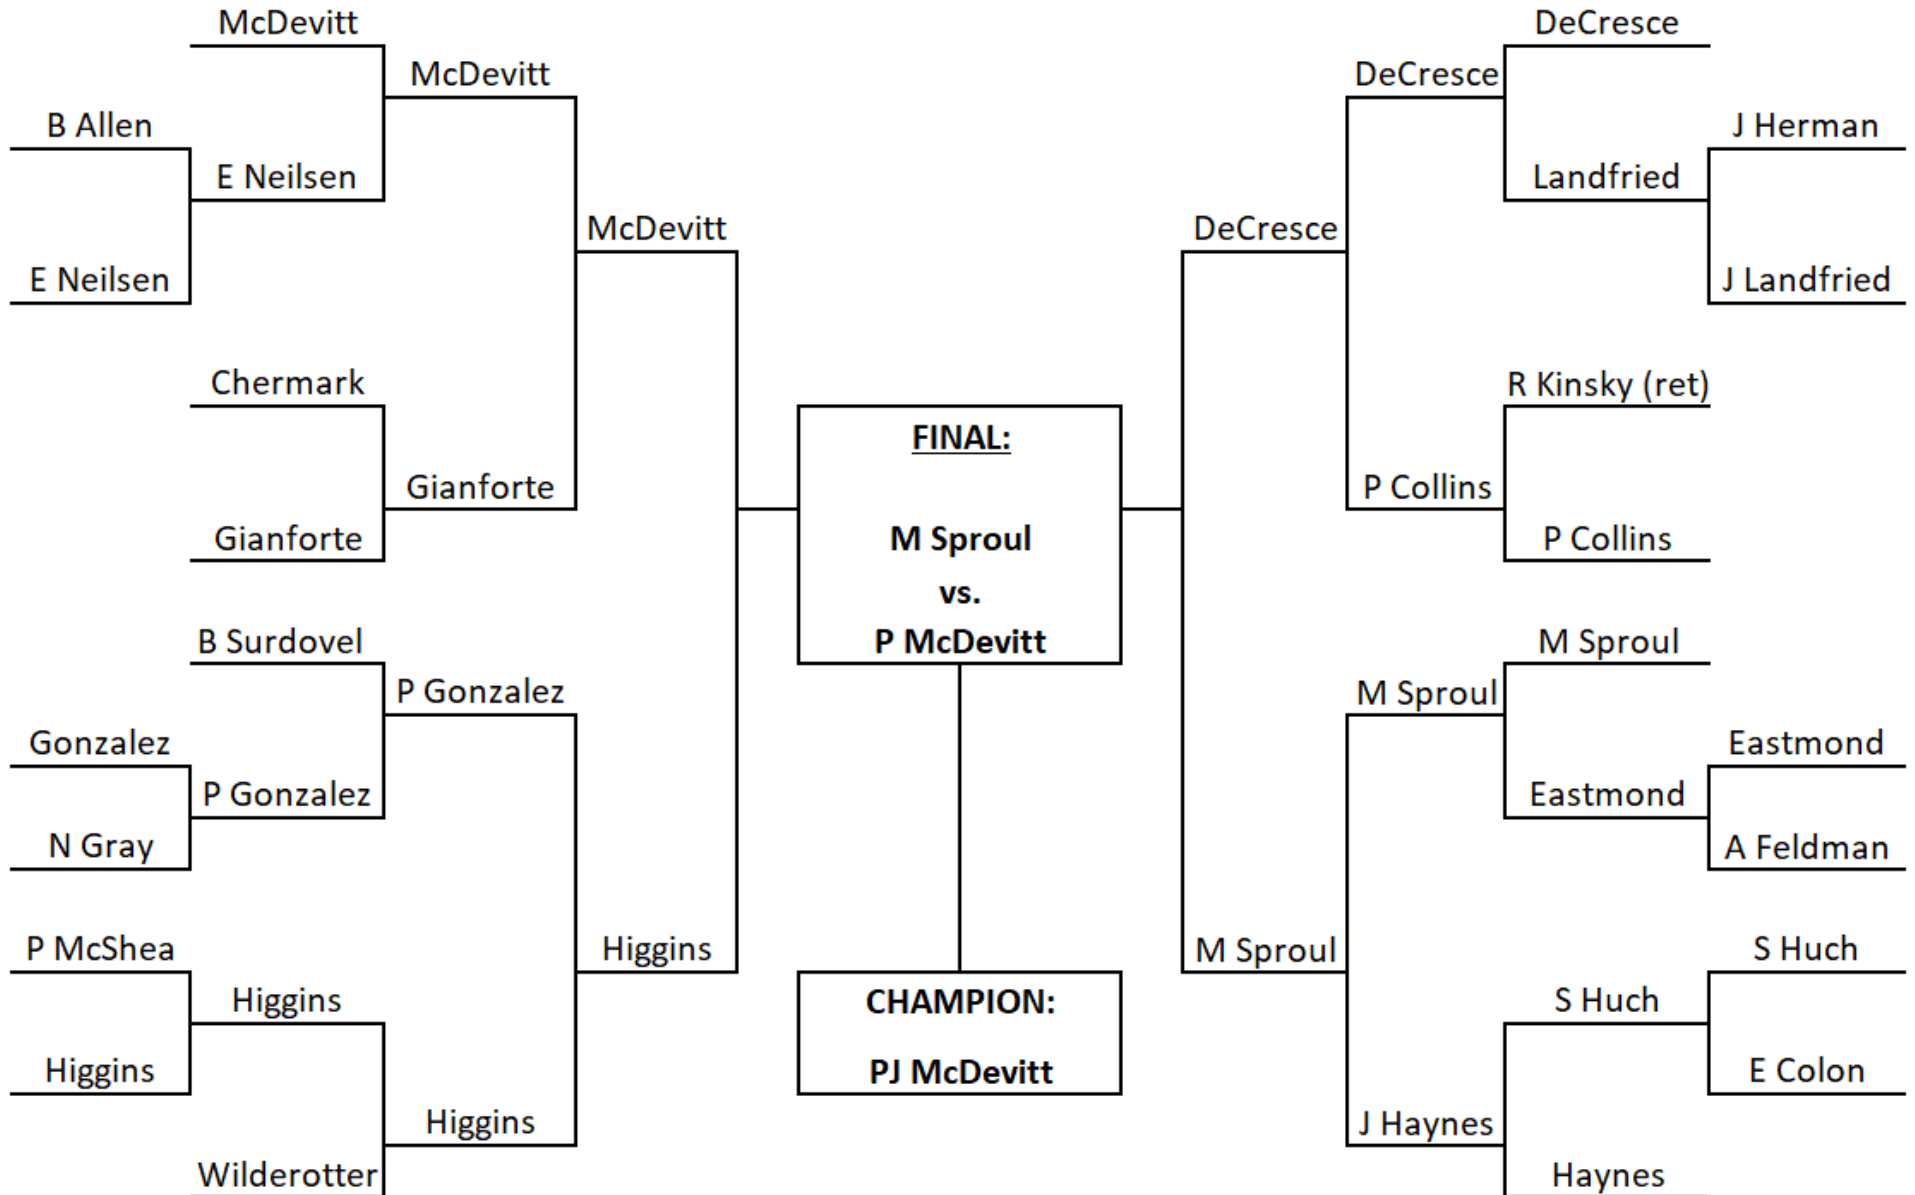 McDevitt
McDevitt
B Allen
E Neilsen
McDevitt
E Neilsen
Chermark
Gianforte
Gianforte
B Surdovel
P Gonzalez
Gonzalez
P Gonzalez
N Gray
P McShea
Higgins
Higgins
Higgins
Higgins
Wilderotter
FINAL:
M Sproul
vs.
P McDevitt
CHAMPION:
PJ McDevitt
DeCresce
DeCresce
J Herman
Landfried
DeCresce
J Landfried
R Kinsky (ret)
P Collins
P Collins
M Sproul
M Sproul
Eastmond
Eastmond
A Feldman
M Sproul
S Huch
S Huch
E Colon
J Haynes
Haynes